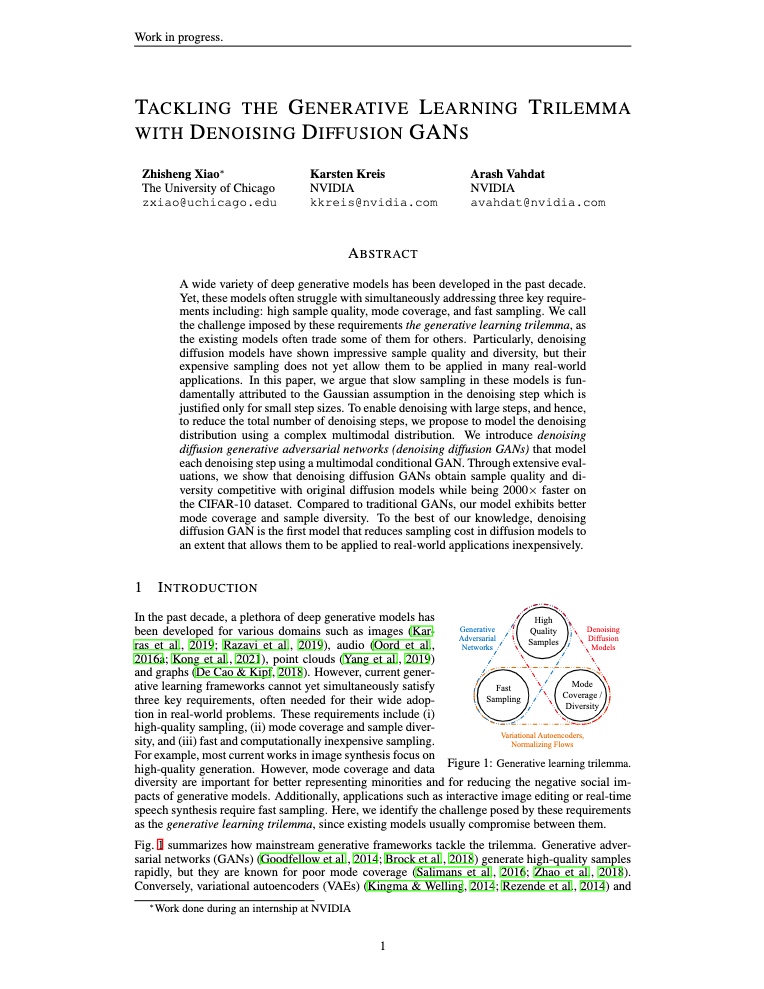 Work in progress.
TACKLING THE GENERATIVE LEARNING TRILEMMA
WITH DENOISING DIFFUSION GANS
Zhisheng Xiao*
The University of Chicago
zxiao@uchicago.edu
Karsten Kreis
NVIDIA
kkreis@nvidia.com
Arash Vahdat
NVIDIA
avahdat@nvidia.com
ABSTRACT
A wide variety of deep generative models has been developed in the past decade.
Yet, these models often struggle with simultaneously addressing three key require-
ments including: high sample quality, mode coverage, and fast sampling. We call
the challenge imposed by these requirements the generative learning trilemma, as
the existing models often trade some of them for others. Particularly, denoising
diffusion models have shown impressive sample quality and diversity, but their
expensive sampling does not yet allow them to be applied in many real-world
applications. In this paper, we argue that slow sampling in these models is fun-
damentally attributed to the Gaussian assumption in the denoising step which is
justified only for small step sizes. To enable denoising with large steps, and hence,
to reduce the total number of denoising steps, we propose to model the denoising
distribution using a complex multimodal distribution. We introduce denoising
diffusion generative adversarial networks (denoising diffusion GANs) that model
each denoising step using a multimodal conditional GAN. Through extensive eval-
uations, we show that denoising diffusion GANs obtain sample quality and di-
versity competitive with original diffusion models while being 2000× faster on
the CIFAR-10 dataset. Compared to traditional GANs, our model exhibits better
mode coverage and sample diversity. To the best of our knowledge, denoising
diffusion GAN is the first model that reduces sampling cost in diffusion models to
an extent that allows them to be applied to real-world applications inexpensively.
1 INTRODUCTION
In the past decade, a plethora of deep generative models has
been developed for various domains such as images (Kar-
ras et al., 2019; Razavi et al., 2019), audio (Oord et al.,
2016a; Kong et al., 2021), point clouds (Yang et al., 2019)
and graphs (De Cao & Kipf, 2018). However, current gener-
ative learning frameworks cannot yet simultaneously satisfy
three key requirements, often needed for their wide adop-
tion in real-world problems. These requirements include (i)
high-quality sampling, (ii) mode coverage and sample diver-
sity, and (iii) fast and computationally inexpensive sampling.
For example, most current works in image synthesis focus on
high-quality generation. However, mode coverage and data
Generative
Adversarial
Networks
High
Quality
Samples
Denoising
Diffusion
Models
Fast
Sampling
Mode
Coverage /
Diversity
Variational Autoencoders,
Normalizing Flows
Figure 1: Generative learning trilemma.
diversity are important for better representing minorities and for reducing the negative social im-
pacts of generative models. Additionally, applications such as interactive image editing or real-time
speech synthesis require fast sampling. Here, we identify the challenge posed by these requirements
as the generative learning trilemma, since existing models usually compromise between them.
Fig. 1 summarizes how mainstream generative frameworks tackle the trilemma. Generative adver-
sarial networks (GANs) (Goodfellow et al., 2014; Brock et al., 2018) generate high-quality samples
rapidly, but they are known for poor mode coverage (Salimans et al., 2016; Zhao et al., 2018).
Conversely, variational autoencoders (VAEs) (Kingma & Welling, 2014; Rezende et al., 2014) and
*Work done during an internship at NVIDIA
1